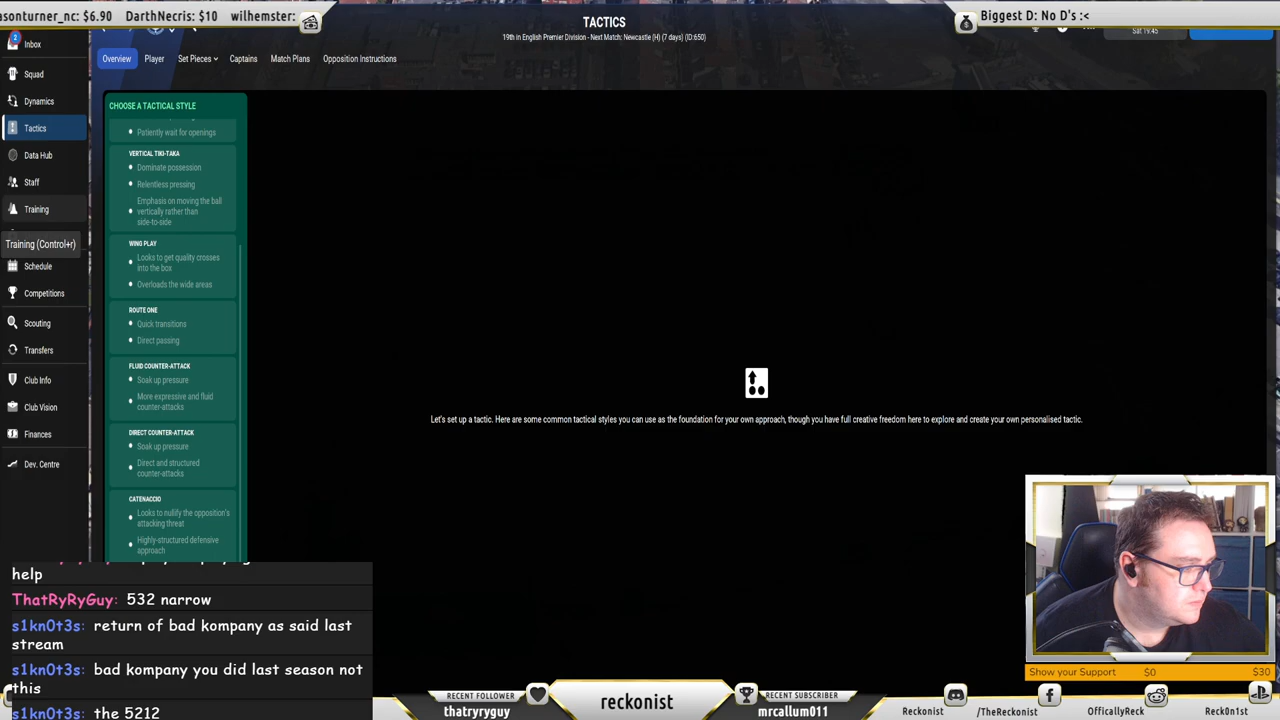 asonturner_nc: $6.90 DarthNecris: $10 wilhemster:
TACTICS
Biggest D: No D's :<
19th in English Premier Division - Next Match: Newcastle (H) (7 days) (ID:650)
Sat 19:45
2
Inbox
Squad
Dynamics
Tactics
Data Hub
Staff
Training
Training (Control+r)
Schedule
Competitions
Scouting
Transfers
Club Info
Club Vision
Finances
Dev. Centre
Overview Player Set Pieces Captains Match Plans Opposition Instructions
CHOOSE A TACTICAL STYLE
Patiently wait for openings
VERTICAL TIKI-TAKA
Dominate possession
Relentless pressing
Emphasis on moving the ball
vertically rather than
side-to-side
WING PLAY
Looks to get quality crosses
into the box
Overloads the wide areas
ROUTE ONE
Quick transitions
Direct passing
FLUID COUNTER-ATTACK
Soak up pressure
More expressive and fluid
counter-attacks
DIRECT COUNTER-ATTACK
Soak up pressure
Direct and structured
counter-attacks
CATENACCIO
Looks to nullify the opposition's
attacking threat
Highly-structured defensive
approach
Let's set up a tactic. Here are some common tactical styles you can use as the foundation for your own approach, though you have full creative freedom here to explore and create your own personalised tactic.
help
ThatRyRyGuy: 532 narrow
s1kn0t3s: return of bad kompany as said last
stream
s1kn0t3s: bad kompany you did last season not
this
s1kn0t3s: the 5212
Show your Support $0 $30
RECENT FOLLOWER
thatryryguy
reckonist
RECENT SUBSCRIBER
mrcallum011
Reckonist
/TheReckonist
OfficallyReck
Reck0n1st